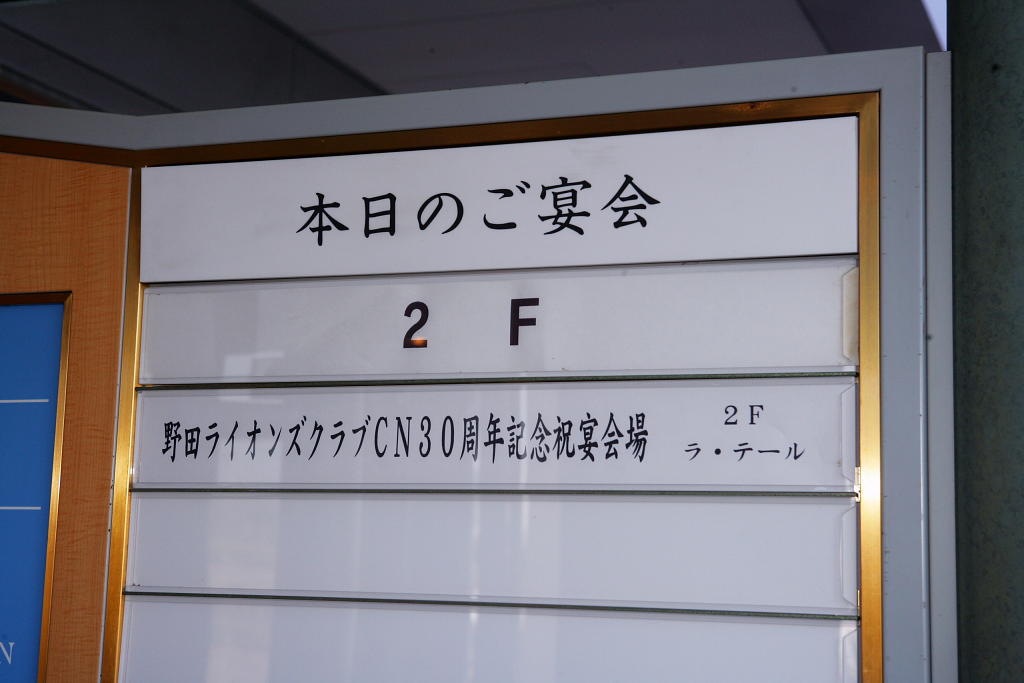 本日のご宴会
2 F
野田ライオンズクラブCN30周年記念祝宴会場
2F
ラ・テール
N